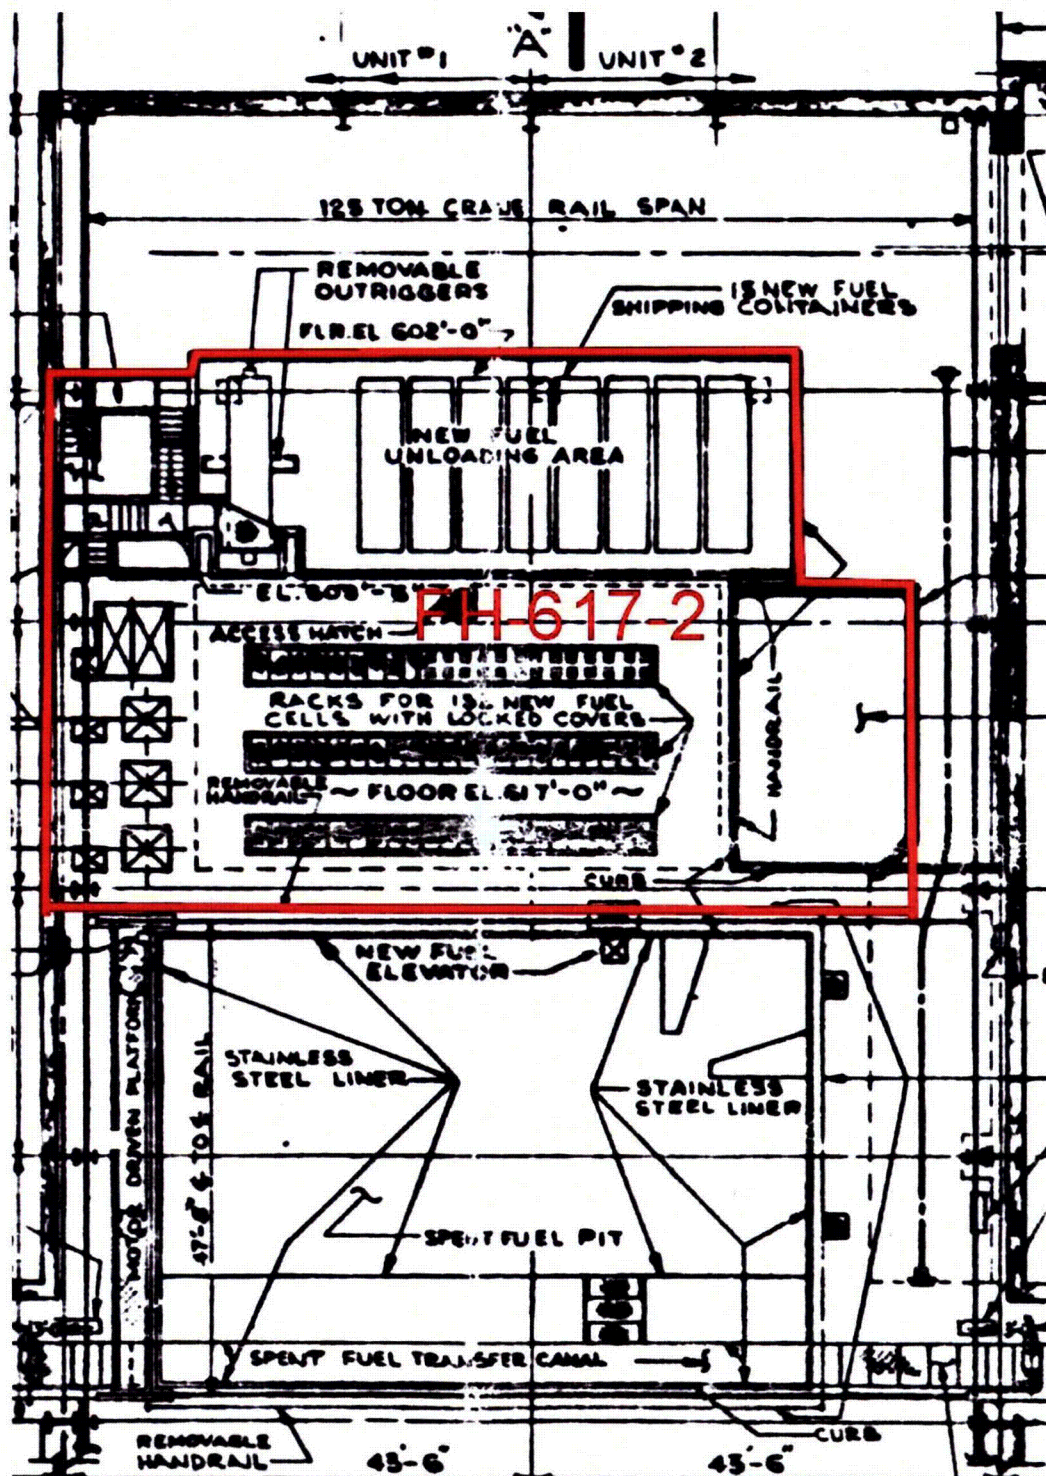 "A"
UNIT #1
UNIT #2
125 TON CRANE RAIL SPAN
REMOVABLE
OUTRIGGERS
15 NEW FUEL
SHIPPING CONTAINERS
FLR.EL 602'-0"
NEW FUEL
UNLOADING AREA
FH-617-2
ACCESS HATCH
RACKS FOR NEW FUEL
CELLS WITH LOCKED COVERS
HANDRAIL
REMOVABLE
HANDRAIL
~ FLOOR EL. 617'-0" ~
CURB
NEW FUEL
ELEVATOR
MOTOR DRIVEN PLATFORM
RAIL
STAINLESS
STEEL LINER
STAINLESS
STEEL LINER
SPENT FUEL PIT
SPENT FUEL TRANSFER CANAL
REMOVABLE
HANDRAIL
CURB
43'-6"
43'-6"